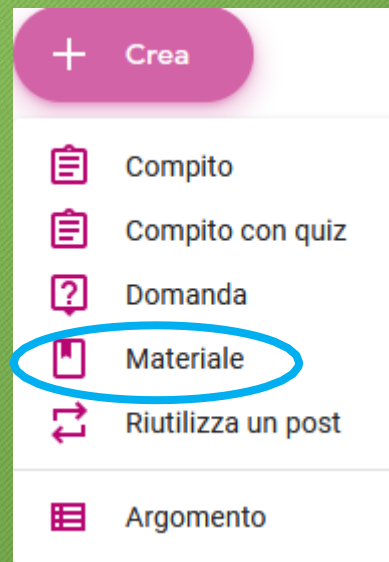 Crea
Compito
Compito con quiz
Domanda
Materiale
Riutilizza un post
Argomento